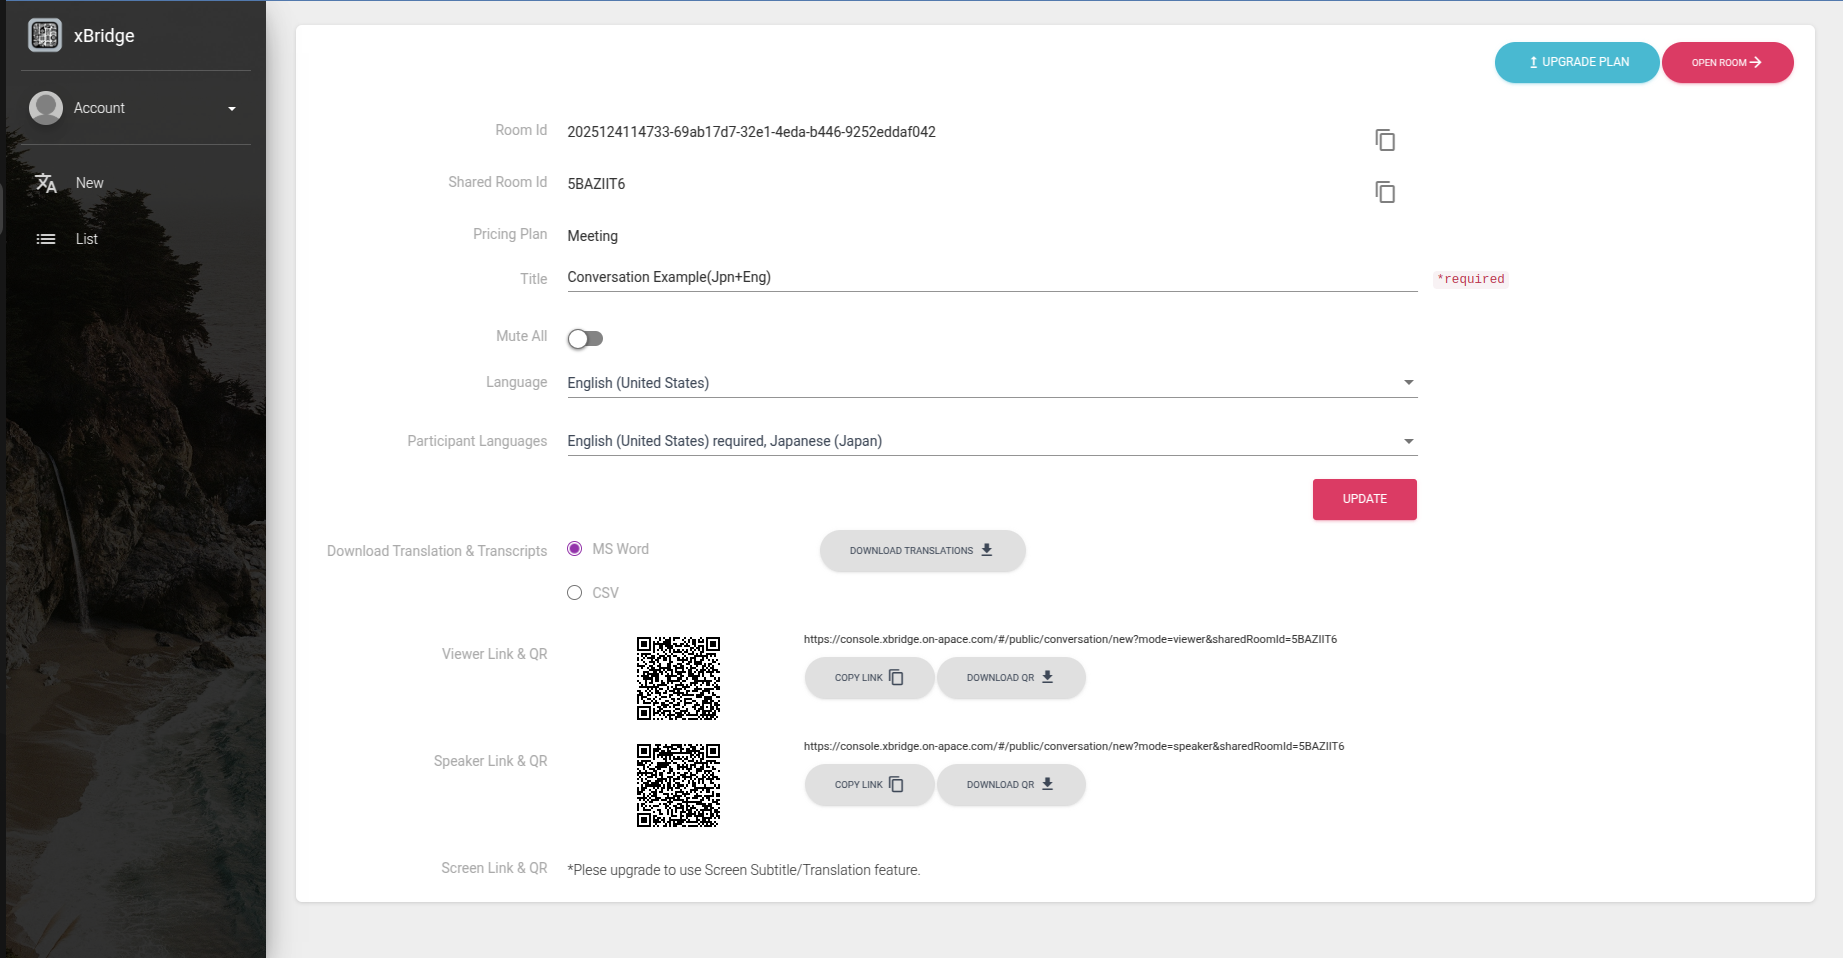 xBridge
Account
New
List
UPGRADE PLAN
OPEN ROOM
Room Id
2025124114733-69ab17d7-32e1-4eda-b446-9252eddaf042
Shared Room Id
5BAZIIT6
Pricing Plan
Meeting
Title
Conversation Example(Jpn+Eng)
*required
Mute All
Language
English (United States)
Participant Languages
English (United States) required, Japanese (Japan)
UPDATE
Download Translation & Transcripts
MS Word
DOWNLOAD TRANSLATIONS
CSV
Viewer Link & QR
https://console.xbridge.on-apace.com/#/public/conversation/new?mode=viewer&sharedRoomId=5BAZIIT6
COPY LINK
DOWNLOAD QR
Speaker Link & QR
https://console.xbridge.on-apace.com/#/public/conversation/new?mode=speaker&sharedRoomId=5BAZIIT6
COPY LINK
DOWNLOAD QR
Screen Link & QR
*Plese upgrade to use Screen Subtitle/Translation feature.